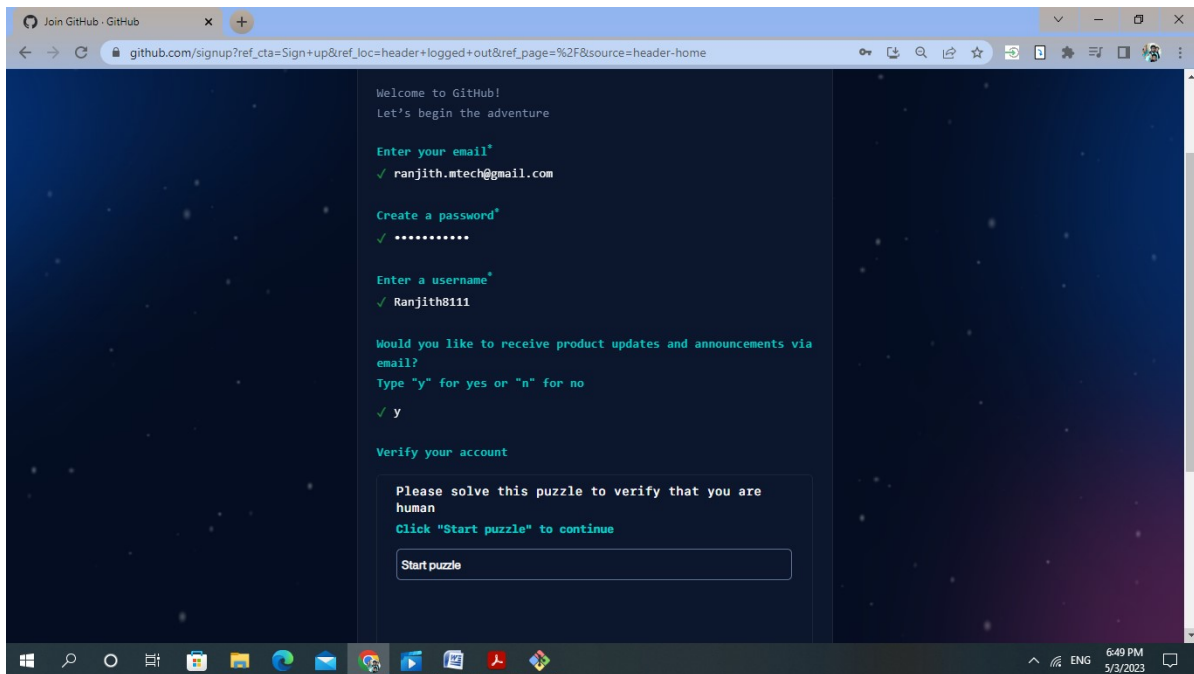 Join GitHub · GitHub
github.com/signup?ref_cta=Sign+up&ref_loc=header+logged+out&ref_page=%2F&source=header-home
Welcome to GitHub!
Let’s begin the adventure
Enter your email*
✓ ranjith.mtech@gmail.com
Create a password*
✓ •••••••••••
Enter a username*
✓ Ranjith8111
Would you like to receive product updates and announcements via
email?
Type "y" for yes or "n" for no
✓ y
Verify your account
Please solve this puzzle to verify that you are
human
Click "Start puzzle" to continue
Start puzzle
ENG
6:49 PM
5/3/2023